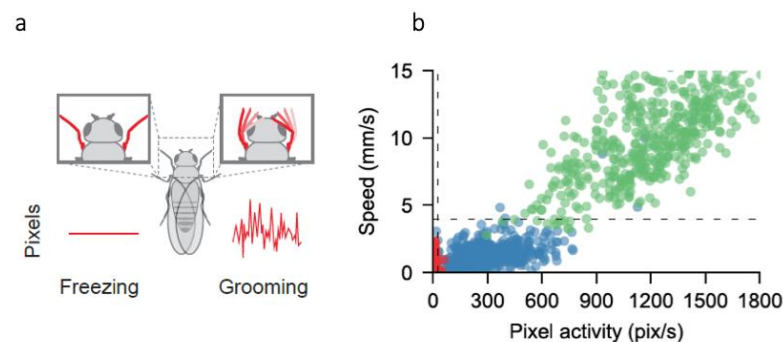 a
Pixels
Freezing
Grooming
b
Speed (mm/s)
15
10
5
0
0 300 600 900 1200 1500 1800
Pixel activity (pix/s)